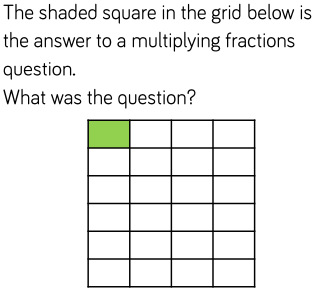 The shaded square in the grid below is
the answer to a multiplying fractions
question.
What was the question?